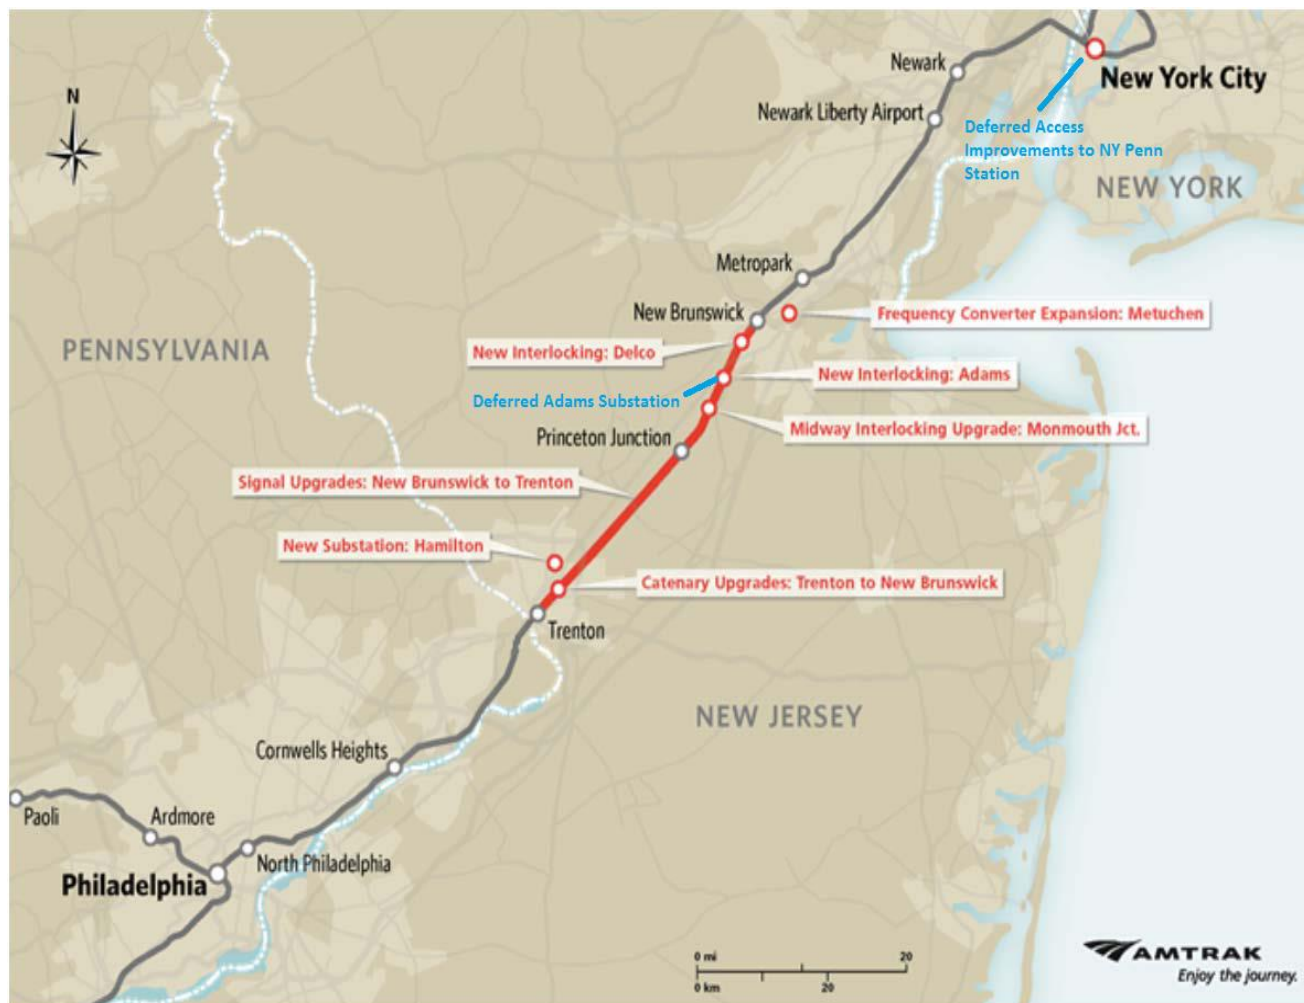 N
Newark
New York City
Newark Liberty Airport
Deferred Access
Improvements to NY Penn
Station
NEW YORK
Metropark
New Brunswick
Frequency Converter Expansion: Metuchen
PENNSYLVANIA
New Interlocking: Delco
New Interlocking: Adams
Deferred Adams Substation
Midway Interlocking Upgrade: Monmouth Jct.
Princeton Junction
Signal Upgrades: New Brunswick to Trenton
New Substation: Hamilton
Catenary Upgrades: Trenton to New Brunswick
Trenton
NEW JERSEY
Cornwells Heights
Paoli
Ardmore
North Philadelphia
Philadelphia
0 mi 20
0 km 20
AMTRAK
Enjoy the journey.